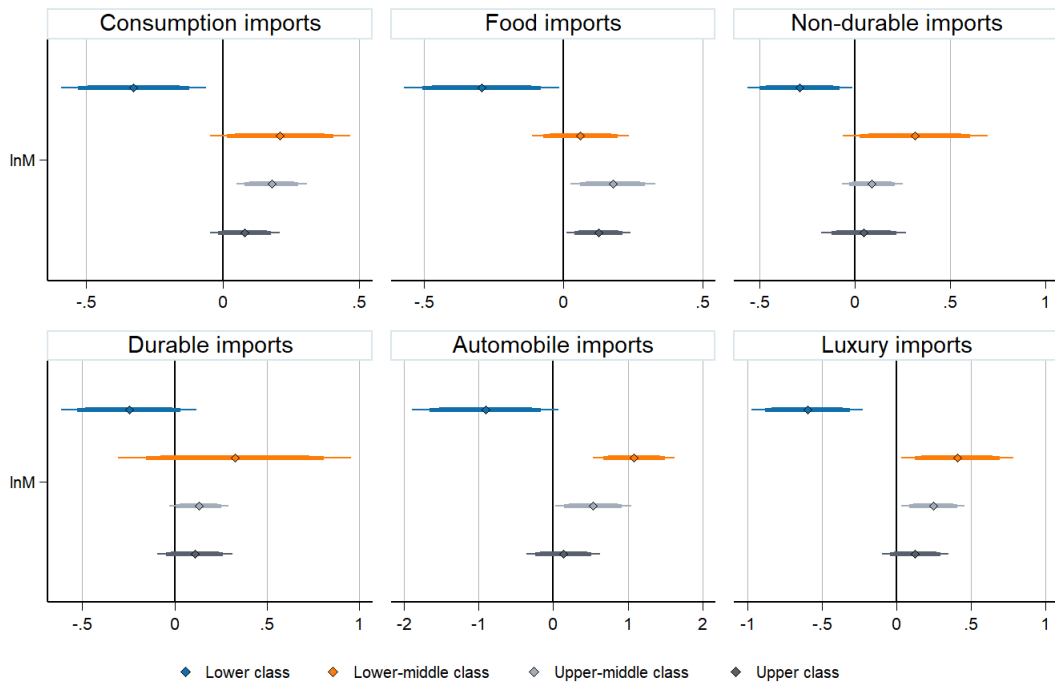 Consumption imports
Food imports
Non-durable imports
lnM
-.5 0 .5
-.5 0 .5
-.5 0 .5 1
Durable imports
Automobile imports
Luxury imports
lnM
-.5 0 .5 1
-2 -1 0 1 2
-1 -.5 0 .5 1
Lower class Lower-middle class Upper-middle class Upper class